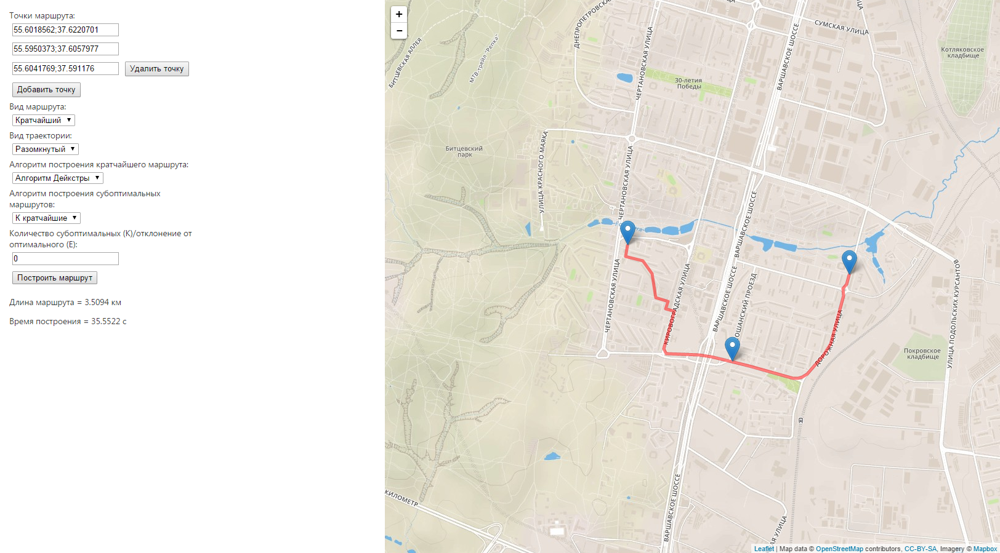 Точки маршрута:
55.6018562;37.6220701
55.5950373;37.6057977
55.6041769;37.591176
Удалить точку
Добавить точку
Вид маршрута:
Кратчайший
Вид траектории:
Разомкнутый
Алгоритм построения кратчайшего маршрута:
Алгоритм Дейкстры
Алгоритм построения субоптимальных
маршрутов:
К кратчайшие
Количество субоптимальных (К)/отклонение от
оптимального (Е):
0
Построить маршрут
Длина маршрута = 3.5094 км
Время построения = 35.5522 с
+
−
БИТЦЕВСКАЯ АЛЛЕЯ
МТВ-трейл "Репка"
ДНЕПРОПЕТРОВСКАЯ
ЧЕРТАНОВСКАЯ УЛИЦА
30-летия
Победы
ВАРШАВСКОЕ ШОССЕ
СУМСКАЯ УЛИЦА
Котляковское
кладбище
Битцевский
парк
УЛИЦА КРАСНОГО МАЯКА
ЧЕРТАНОВСКАЯ УЛИЦА
ВАРШАВСКОЕ ШОССЕ
ЧЕРТАНОВСКАЯ УЛИЦА
КИРОВОГРАДСКАЯ УЛИЦА
ВАРШАВСКОЕ ШОССЕ
ОШАНСКИЙ ПРОЕЗД
ДОРОЖНАЯ УЛИЦА
УЛИЦА ПОДОЛЬСКИХ КУРСАНТОВ
Покровское
кладбище
КИЛОМЕТР
ВАРШАВСКОЕ ШОССЕ
АЯ УЛИЦА
Leaflet | Map data © OpenStreetMap contributors, CC-BY-SA, Imagery © Mapbox